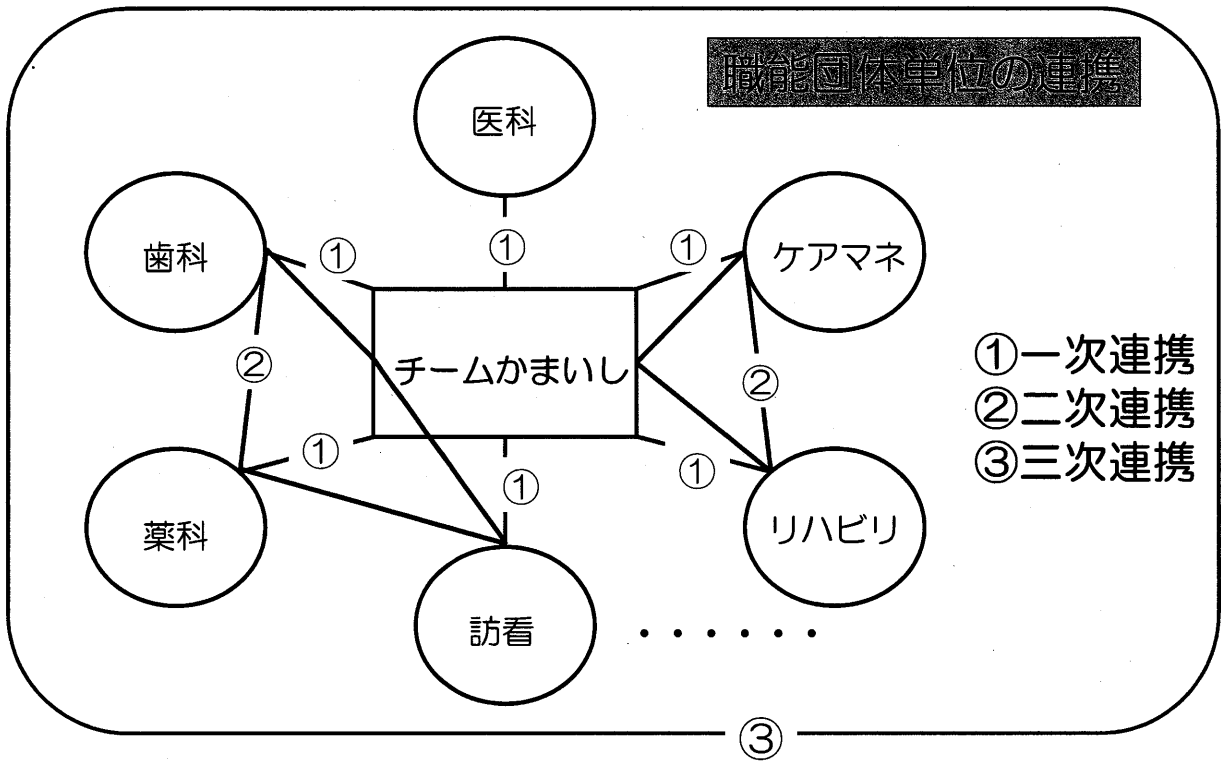 職能団体単位の連携
医科
歯科
①
①
①
ケアマネ
②
チームかまいし
②
①一次連携
②二次連携
③三次連携
①
①
①
薬科
リハビリ
訪看
・・・・・・
③